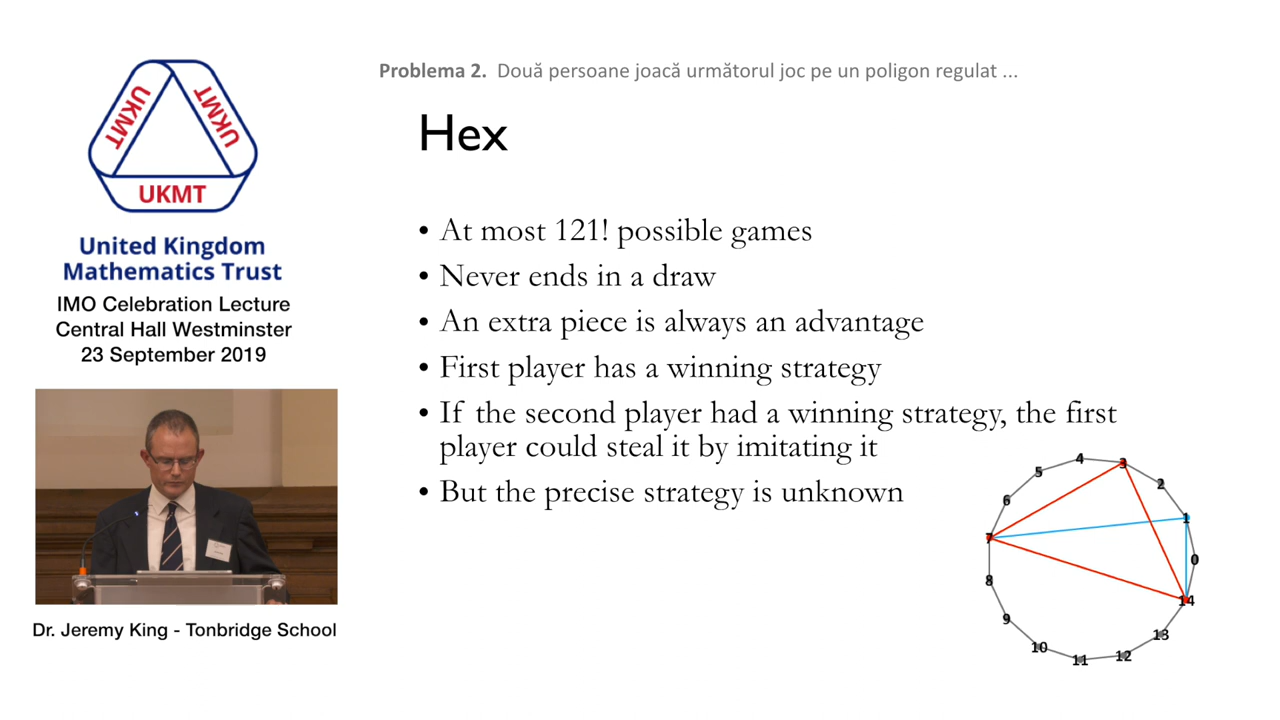 Problema 2. Două persoane joacă următorul joc pe un poligon regulat ...
UKMT
UKMT
UKMT
United Kingdom
Mathematics Trust
IMO Celebration Lecture
Central Hall Westminster
23 September 2019
Dr. Jeremy King - Tonbridge School
Hex
• At most 121! possible games
• Never ends in a draw
• An extra piece is always an advantage
• First player has a winning strategy
• If the second player had a winning strategy, the first
player could steal it by imitating it
• But the precise strategy is unknown
0
1
2
3
4
5
6
7
8
9
10
11
12
13
14